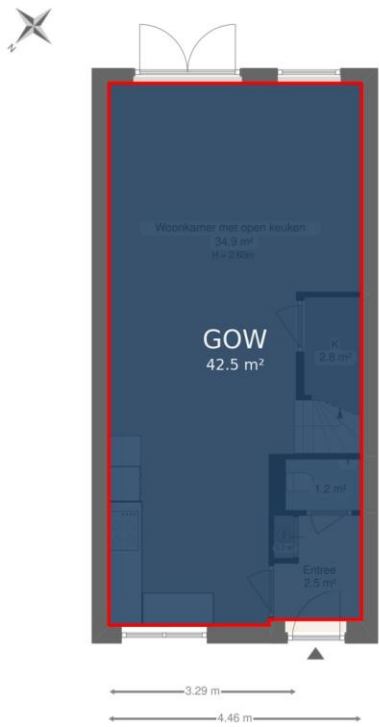 N
Woonkamer met open keuken
34.9 m²
H = 2.60m
GOW
42.5 m²
K
2.8 m²
1.2 m²
Entree
2.5 m²
3.29 m
4.46 m